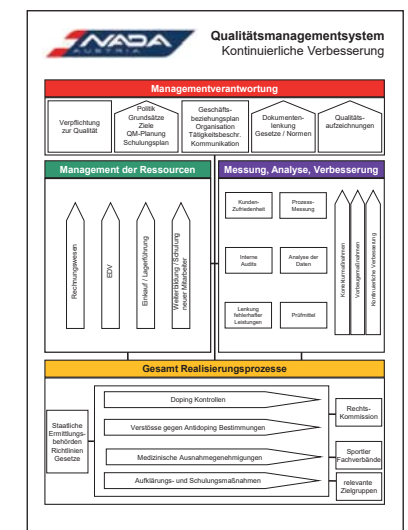 NADA
AUSTRIA
Qualitätsmanagementsystem
Kontinuierliche Verbesserung
Managementverantwortung
Verpflichtung
zur Qualität
Politik
Grundsätze
Ziele
QM-Planung
Schulungsplan
Geschäfts-
beziehungsplan
Organisation
Tätigkeitsbeschr.
Kommunikation
Dokumenten-
lenkung
Gesetze / Normen
Qualitäts-
aufzeichnungen
Management der Ressourcen
Rechnungswesen
EDV
Einkauf / Lagerführung
Weiterbildung / Schulung
neuer Mitarbeiter
Messung, Analyse, Verbesserung
Kunden-
Zufriedenheit
Prozess-
Messung
Interne
Audits
Analyse der
Daten
Lenkung
fehlerhafter
Leistungen
Prüfmittel
Korrekturmaßnahmen
Vorbeugemaßnahmen
Kontinuierliche Verbesserung
Gesamt Realisierungsprozesse
Staatliche
Ermittlungs-
behörden
Richtlinien
Gesetze
Doping Kontrollen
Verstösse gegen Antidoping Bestimmungen
Medizinische Ausnahmegenehmigungen
Aufklärungs- und Schulungsmaßnahmen
Rechts-
Kommission
Sportler
Fachverbände
relevante
Zielgruppen